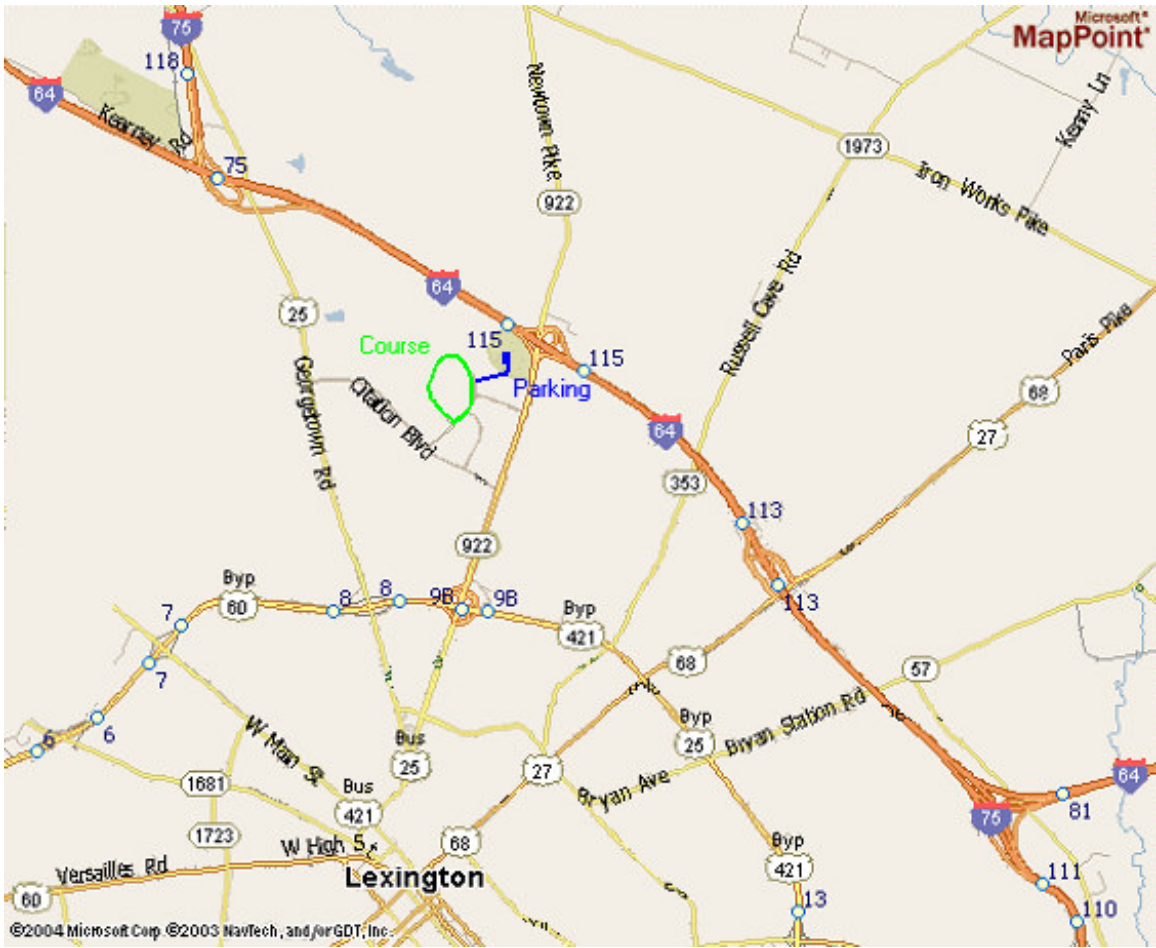 Microsoft®
MapPoint®
75
118
64
Kearney Rd
75
Newtown Pike
922
Kenny Ln
1973
Iron Works Pike
64
25
Russell Cave Rd
115
Course
115
Parking
Paris Pike
68
27
Georgetown Rd
Citation Blvd
64
353
113
922
Byp
60
8
8
9B
9B
Byp
421
113
7
7
68
57
6
6
W Main St
Bus
25
Byp
25
Bryan Station Rd
27
Bryan Ave
1681
Bus
421
64
81
75
1723
W High S
68
Byp
421
Versailles Rd
60
Lexington
13
111
110
©2004 Microsoft Corp ©2003 NavTech, and/or GDT, Inc.